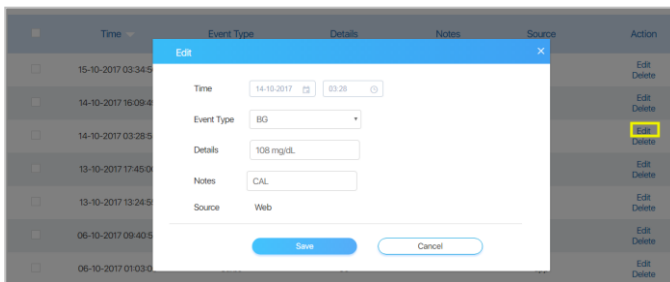 Time Event Type Details Notes Source Action
Edit ×
15-10-2017 03:34:5 Edit
Delete
Time 14-10-2017 03:28
14-10-2017 16:09:4 Edit
Delete
Event Type BG
14-10-2017 03:28:5 Edit
Delete
Details 108 mg/dL
13-10-2017 17:45:0 Edit
Delete
Notes CAL
13-10-2017 13:24:5 Edit
Delete
Source Web
06-10-2017 09:40:5 Edit
Delete
Save Cancel
06-10-2017 01:03:0 Edit
Delete